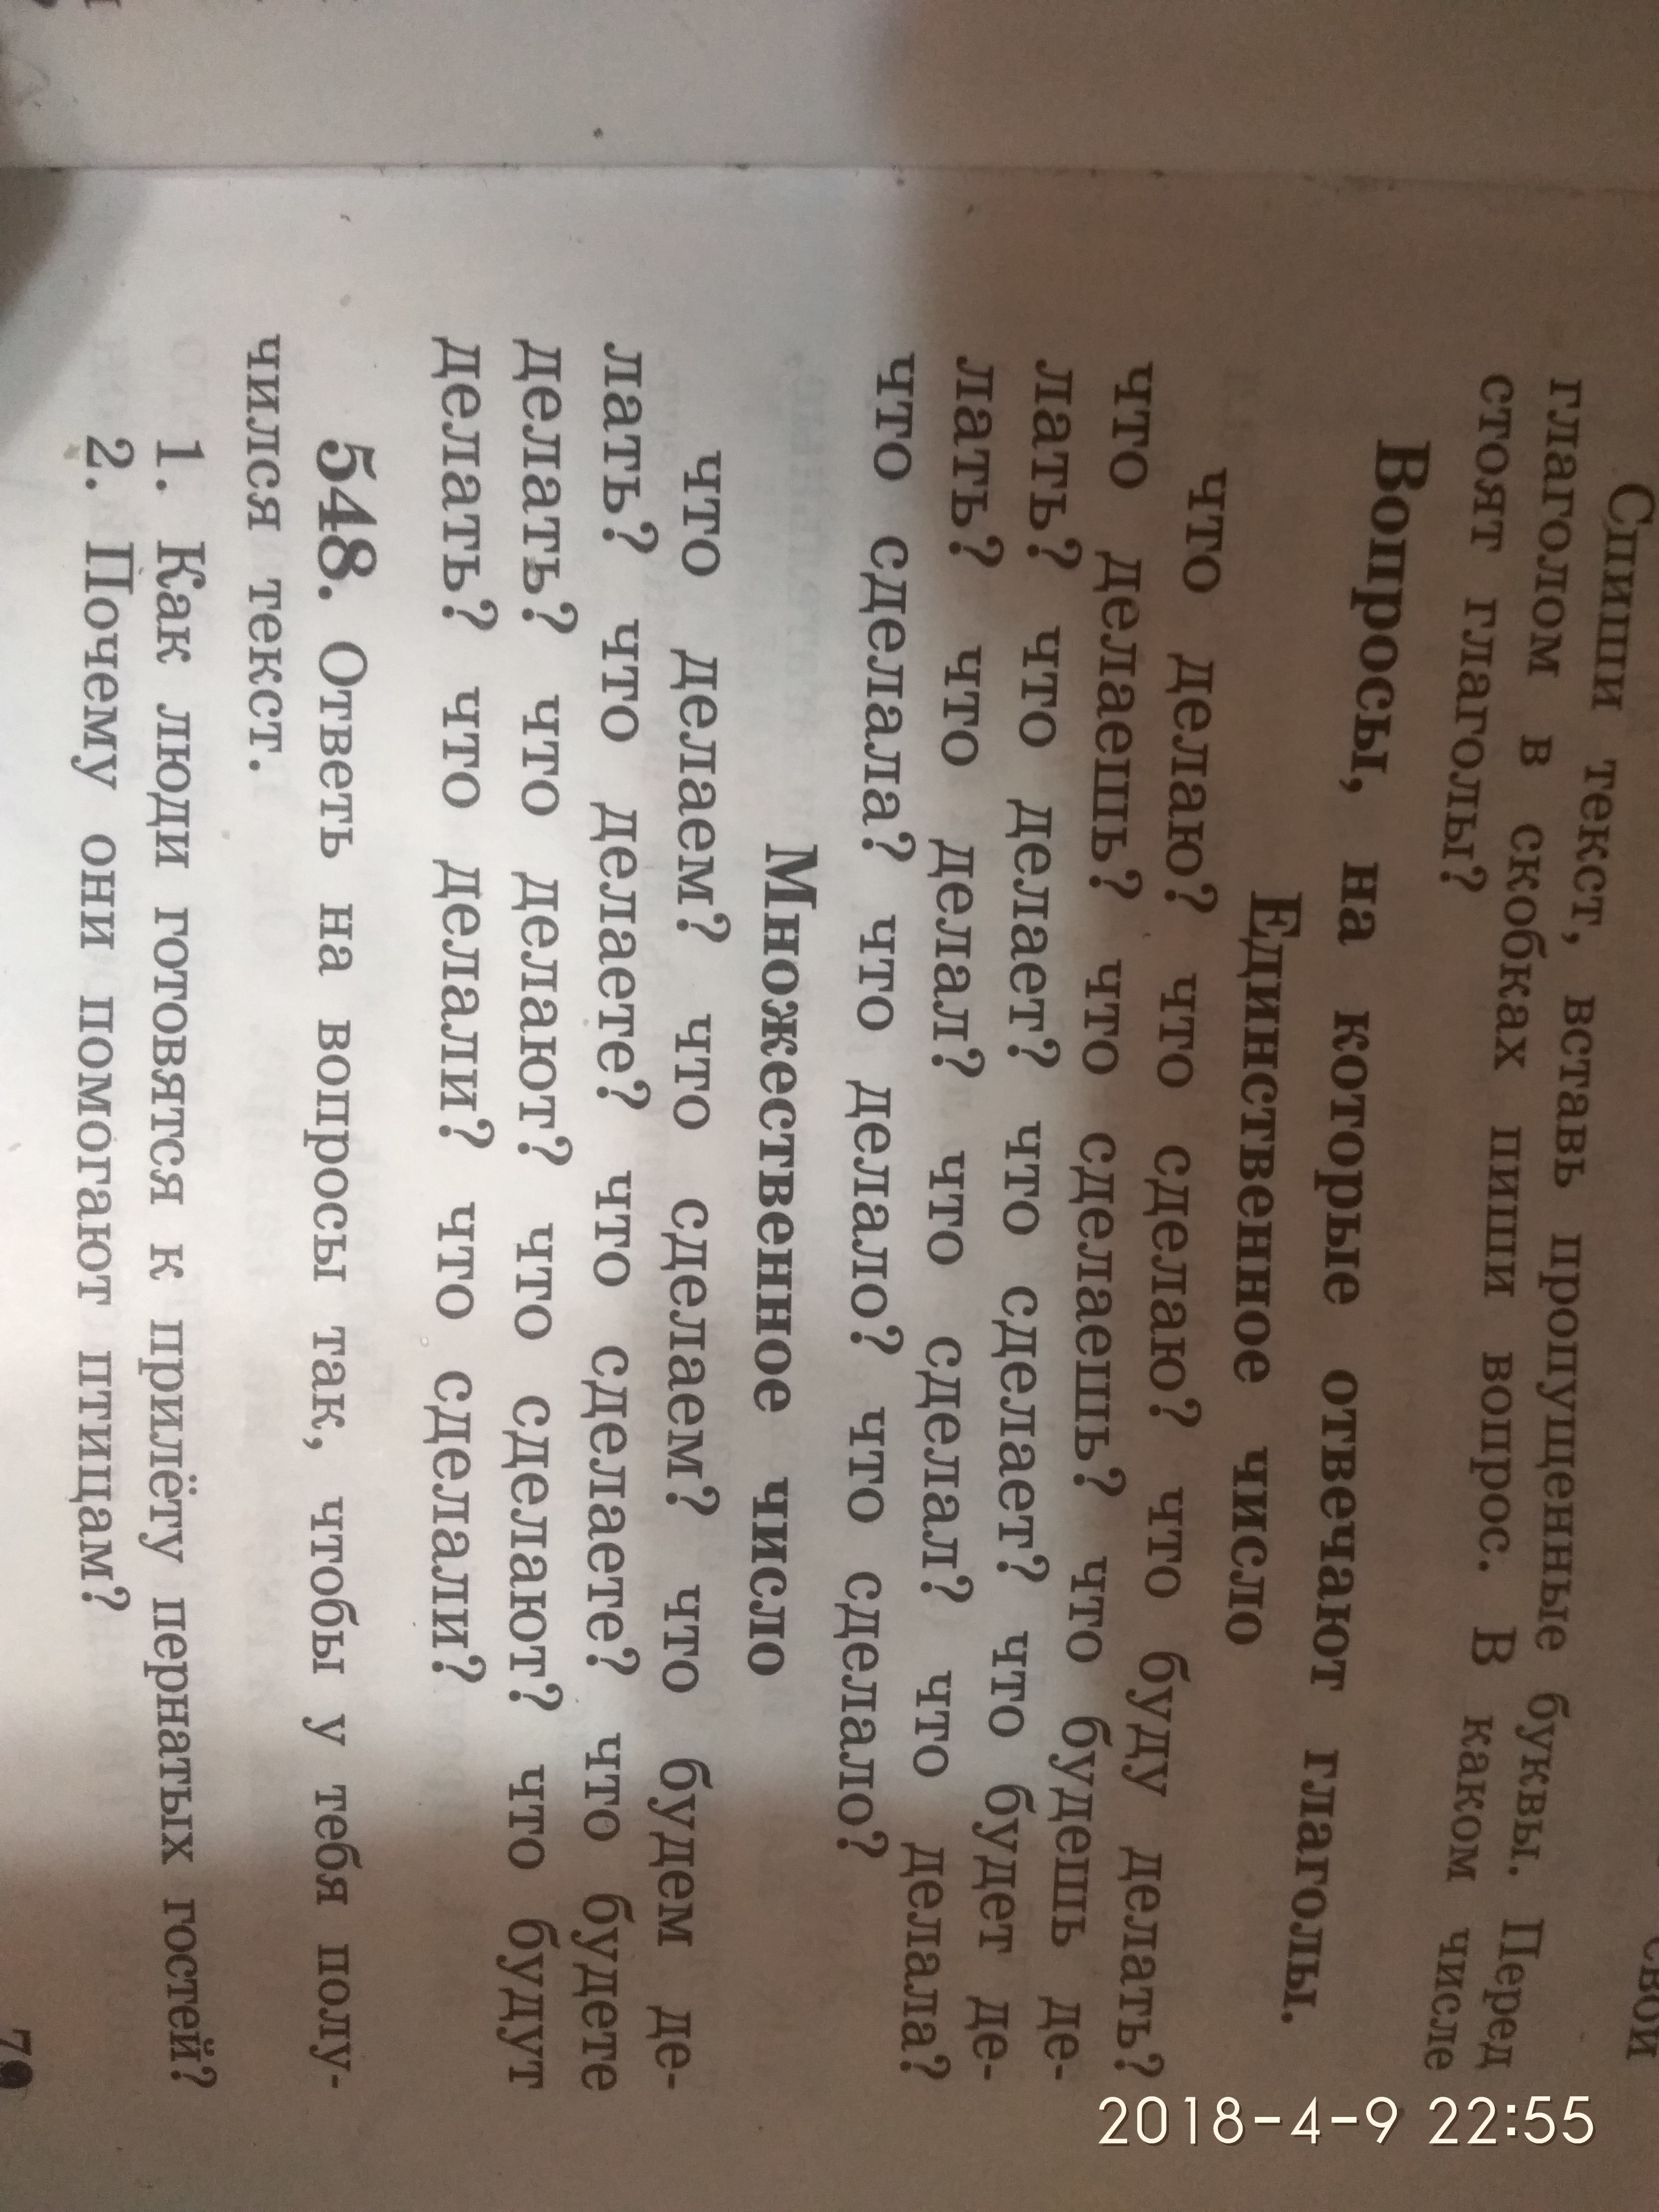 свой
Спиши текст, вставь пропущенные буквы. Перед
глаголом в скобках пиши вопрос. В каком числе
стоят глаголы?
Вопросы, на которые отвечают глаголы.
Единственное число
что делаю? что сделаю? что буду делать?
что делаешь? что сделаешь? что будешь де-
лать? что делает? что сделает? что будет де-
лать? что делал? что сделал? что делала?
что сделала? что делало? что сделало?
Множественное число
что делаем? что сделаем? что будем де-
лать? что делаете? что сделаете? что будете
делать? что делают? что сделают? что будут
делать? что делали? что сделали?
548. Ответь на вопросы так, чтобы у тебя полу-
чился текст.
1. Как люди готовятся к прилёту пернатых гостей?
2. Почему они помогают птицам?
2018-4-9 22:55